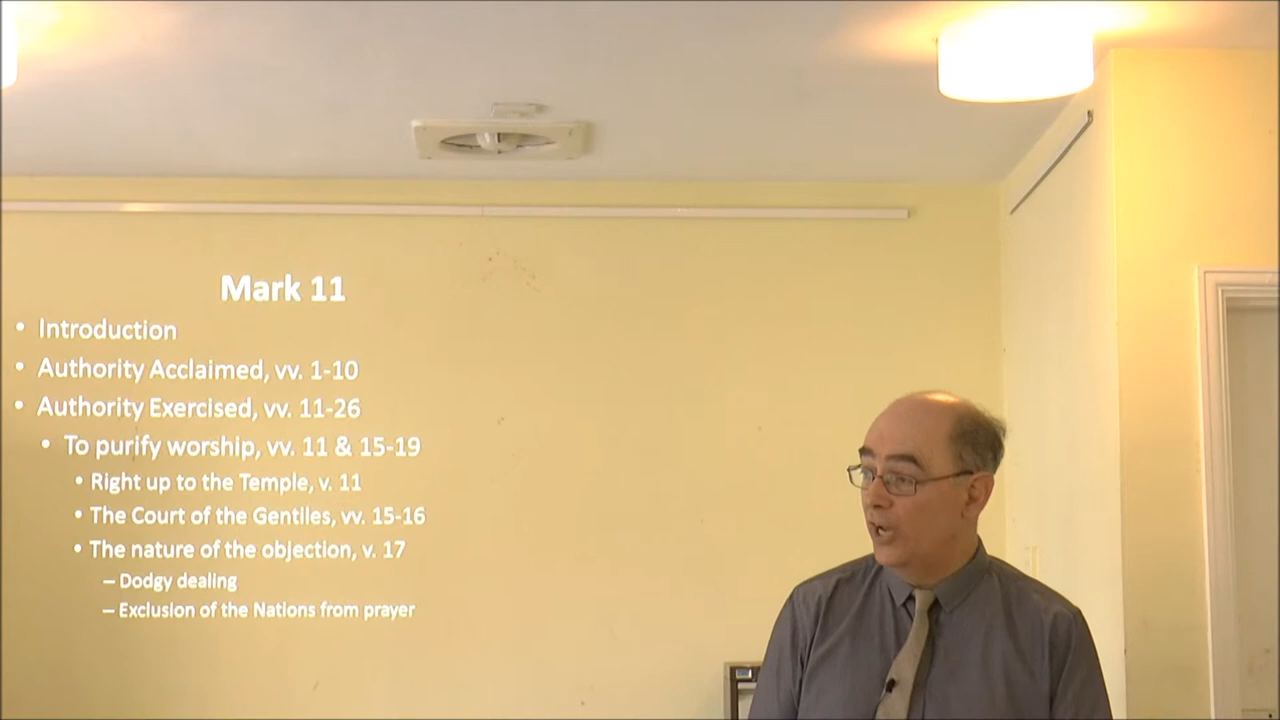 Mark 11
• Introduction
• Authority Acclaimed, vv. 1-10
• Authority Exercised, vv. 11-26
• To purify worship, vv. 11 & 15-19
• Right up to the Temple, v. 11
• The Court of the Gentiles, vv. 15-16
• The nature of the objection, v. 17
– Dodgy dealing
– Exclusion of the Nations from prayer